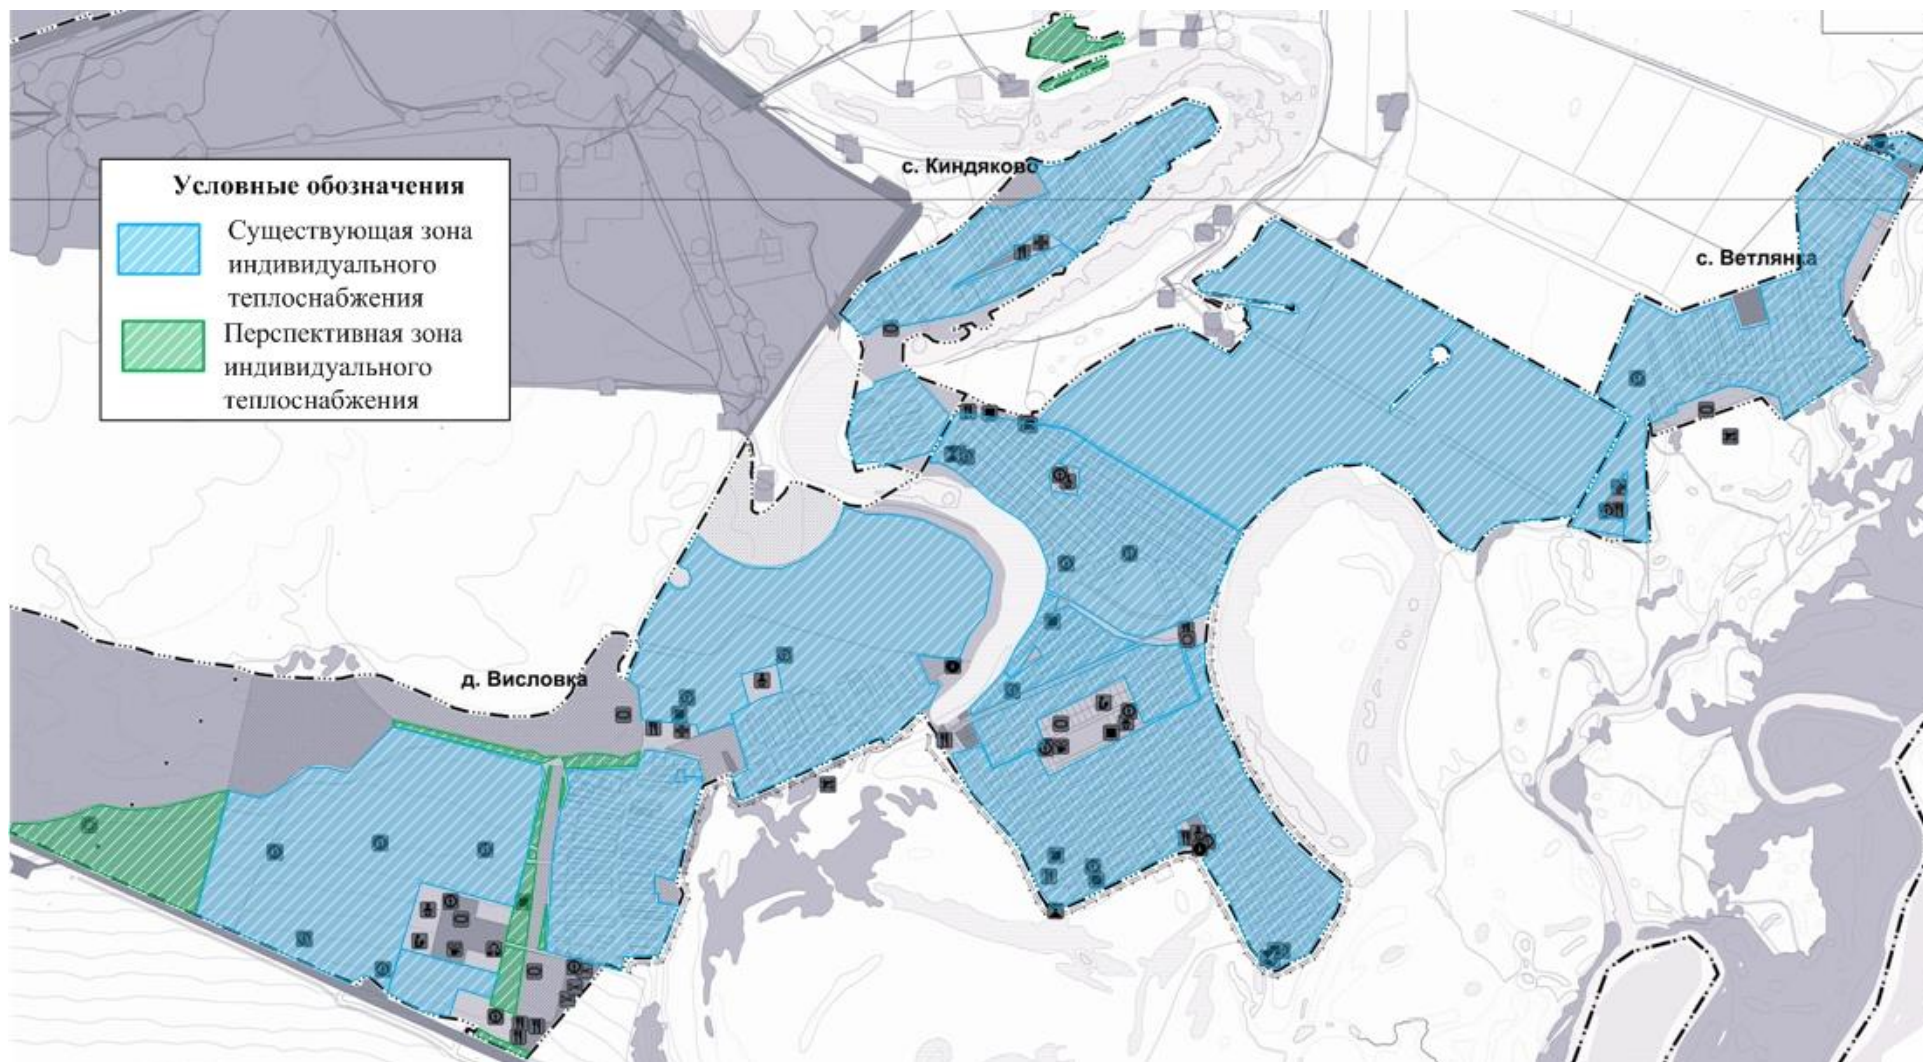 с. Киндяково
Условные обозначения
Существующая зона
индивидуального
теплоснабжения
Перспективная зона
индивидуального
теплоснабжения
с. Ветлянка
д. Висловка